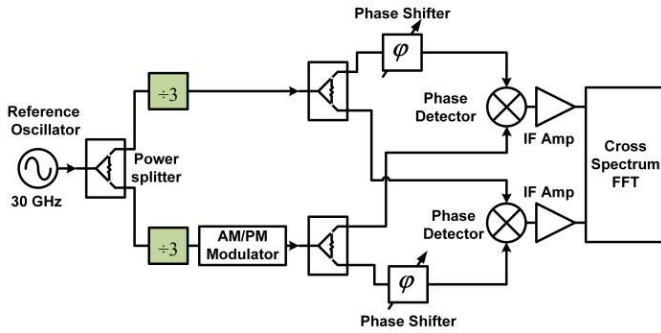 Phase Shifter
φ
÷3
Reference
Oscillator
Power
splitter
30 GHz
Phase
Detector
IF Amp
Cross
Spectrum
FFT
IF Amp
÷3
AM/PM
Modulator
Phase
Detector
φ
Phase Shifter